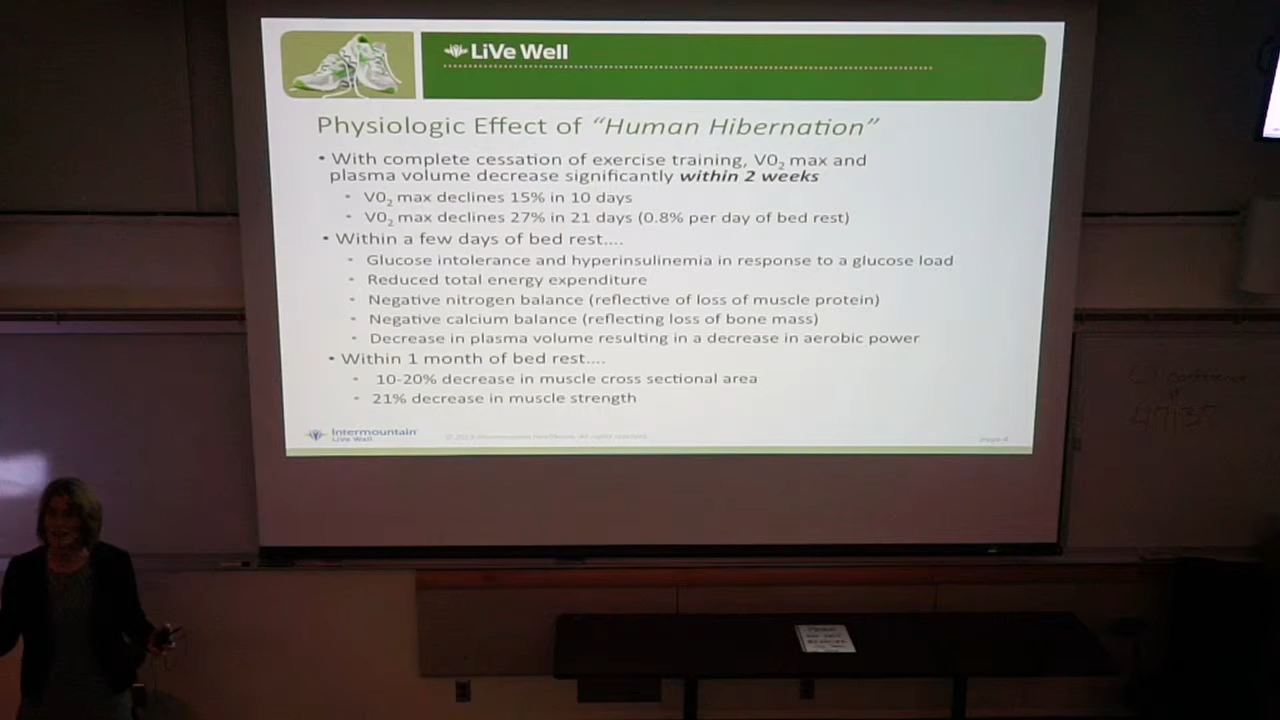 LiVe Well
Physiologic Effect of “Human Hibernation”
• With complete cessation of exercise training, V0₂ max and
plasma volume decrease significantly within 2 weeks
• V0₂ max declines 15% in 10 days
• V0₂ max declines 27% in 21 days (0.8% per day of bed rest)
• Within a few days of bed rest....
• Glucose intolerance and hyperinsulinemia in response to a glucose load
• Reduced total energy expenditure
• Negative nitrogen balance (reflective of loss of muscle protein)
• Negative calcium balance (reflecting loss of bone mass)
• Decrease in plasma volume resulting in a decrease in aerobic power
• Within 1 month of bed rest....
• 10-20% decrease in muscle cross sectional area
• 21% decrease in muscle strength
Intermountain
Live Well
All rights reserved.